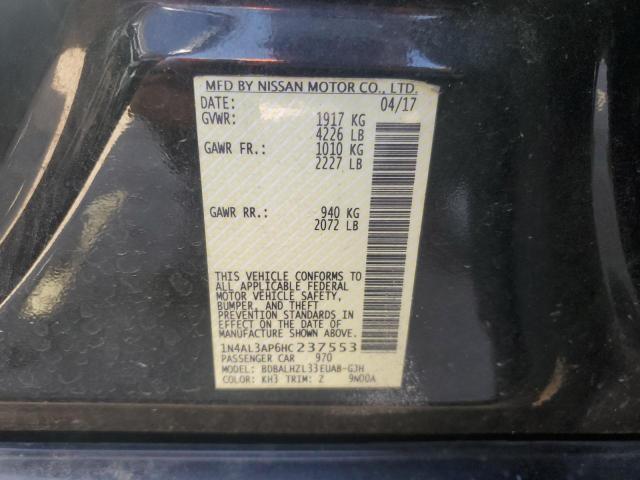 MFD BY NISSAN MOTOR CO., LTD.
DATE: 04/17
GVWR: 1917 KG
4226 LB
GAWR FR.: 1010 KG
2227 LB
GAWR RR.: 940 KG
2072 LB
THIS VEHICLE CONFORMS TO
ALL APPLICABLE FEDERAL
MOTOR VEHICLE SAFETY,
BUMPER, AND THEFT
PREVENTION STANDARDS IN
EFFECT ON THE DATE OF
MANUFACTURE SHOWN ABOVE.
1N4AL3AP6HC237553
PASSENGER CAR 970
MODEL: BDBALHZL33EUAB-GJH
COLOR: KH3 TRIM: Z 9N00A